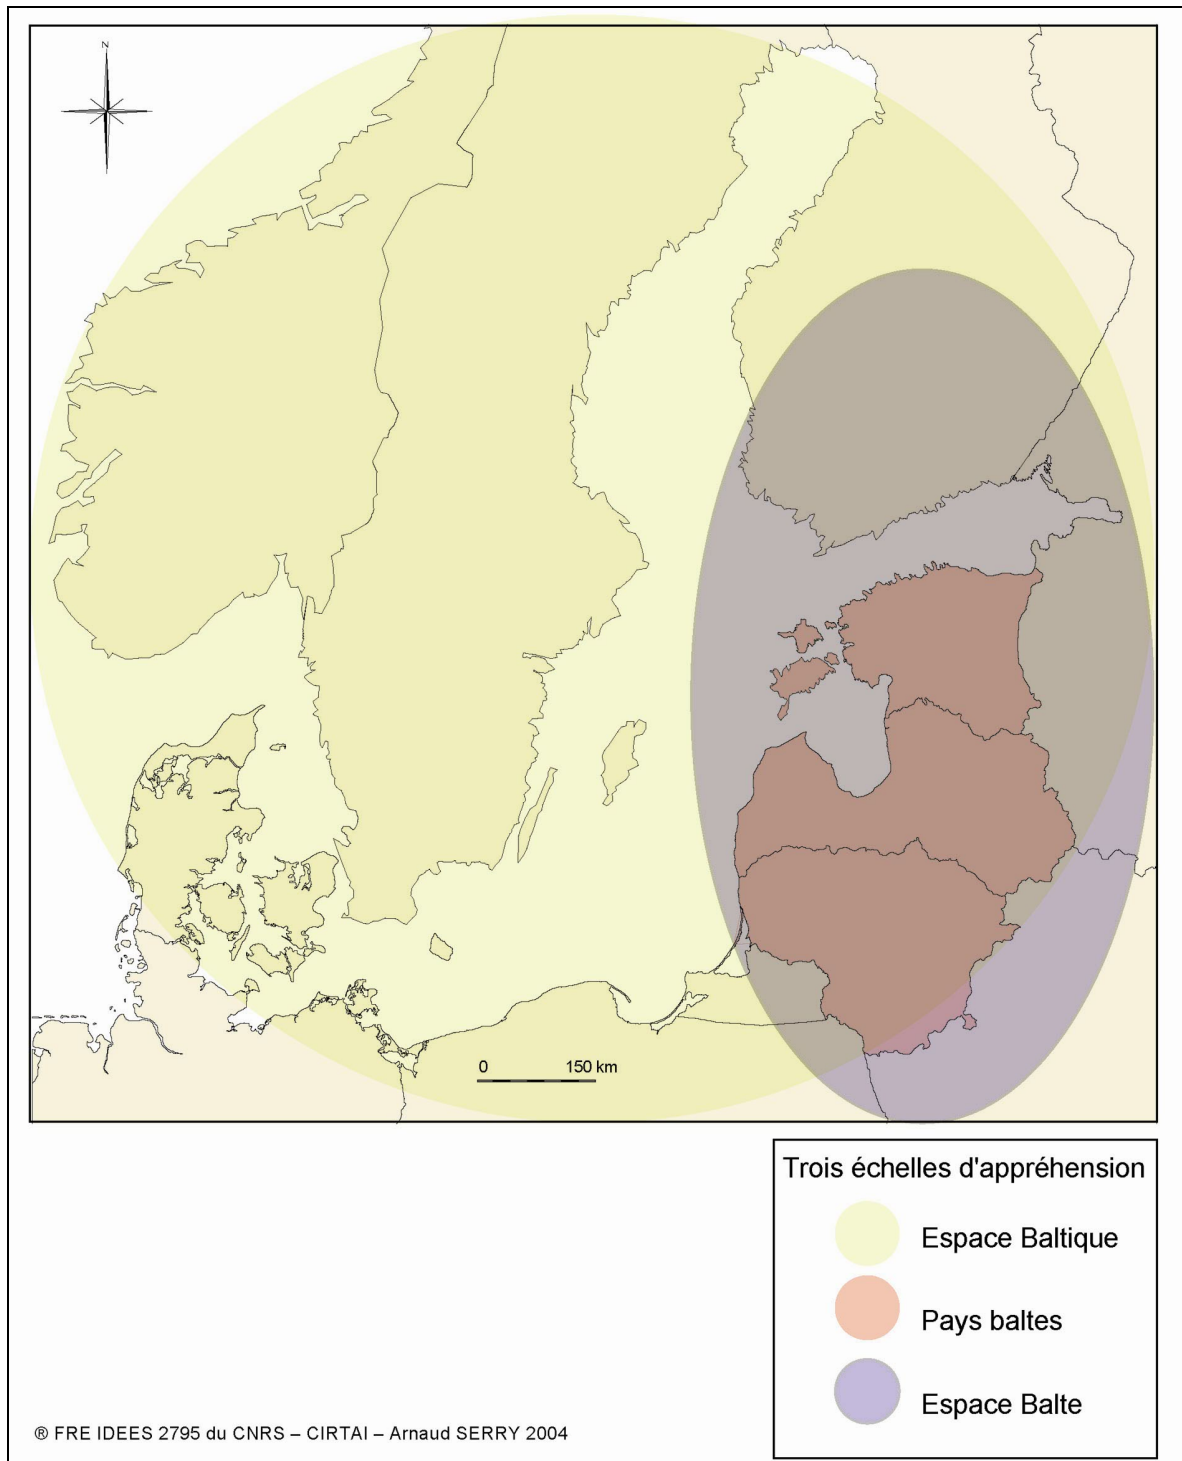 N
0 150 km
Trois échelles d'appréhension
Espace Baltique
Pays baltes
Espace Balte
® FRE IDEES 2795 du CNRS – CIRTAI – Arnaud SERRY 2004